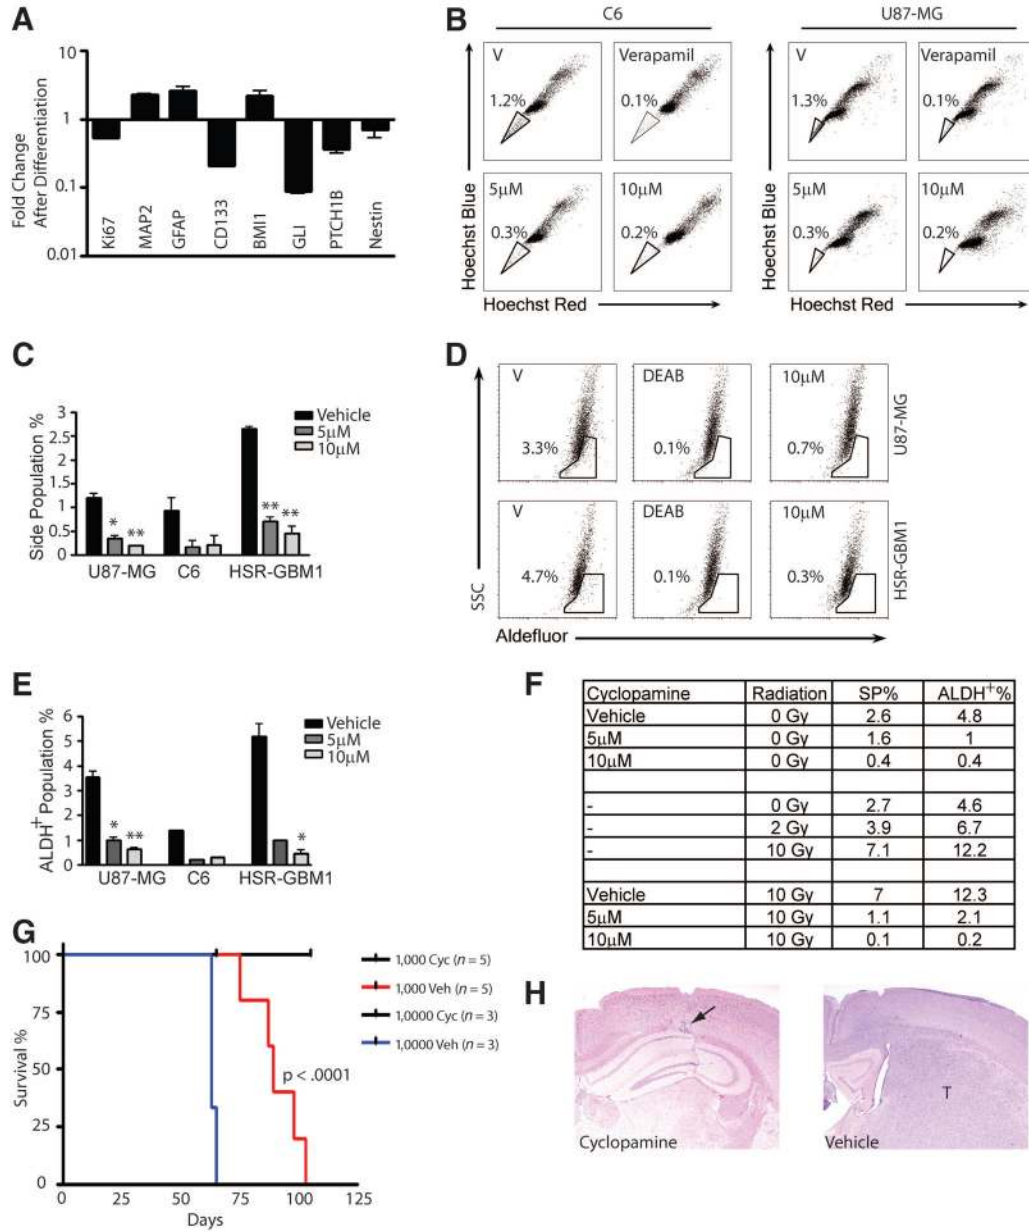 A
Fold Change
After Differentiation
10
1
0.1
0.01
Ki67
MAP2
GFAP
CD133
BMI1
GLI
PTCH1B
Nestin
B
C6
U87-MG
V
1.2%
Verapamil
0.1%
V
1.3%
Verapamil
0.1%
5μM
0.3%
10μM
0.2%
5μM
0.3%
10μM
0.2%
Hoechst Blue
Hoechst Red
Hoechst Blue
Hoechst Red
C
Side Population %
3
2.5
2
1.5
1
0.5
0
Vehicle
5μM
10μM
*
**
**
**
U87-MG C6 HSR-GBM1
D
V
3.3%
DEAB
0.1%
10μM
0.7%
U87-MG
V
4.7%
DEAB
0.1%
10μM
0.3%
HSR-GBM1
SSC
Aldefluor
E
ALDH+ Population %
6
5
4
3
2
1
0
Vehicle
5μM
10μM
*
**
*
U87-MG C6 HSR-GBM1
F
Cyclopamine Radiation SP% ALDH+%
Vehicle 0 Gy 2.6 4.8
5μM 0 Gy 1.6 1
10μM 0 Gy 0.4 0.4
- 0 Gy 2.7 4.6
- 2 Gy 3.9 6.7
- 10 Gy 7.1 12.2
Vehicle 10 Gy 7 12.3
5μM 10 Gy 1.1 2.1
10μM 10 Gy 0.1 0.2
G
Survival %
100
75
50
25
0
0 25 50 75 100 125
Days
p < .0001
1,000 Cyc (n = 5)
1,000 Veh (n = 5)
1,0000 Cyc (n = 3)
1,0000 Veh (n = 3)
H
Cyclopamine
T
Vehicle